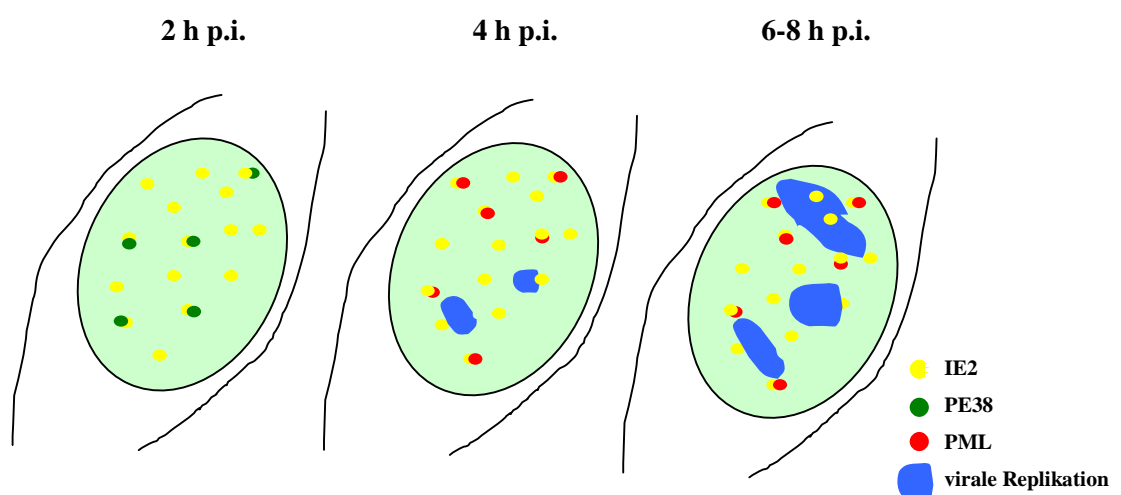 2 h p.i.
4 h p.i.
6-8 h p.i.
IE2
PE38
PML
virale Replikation